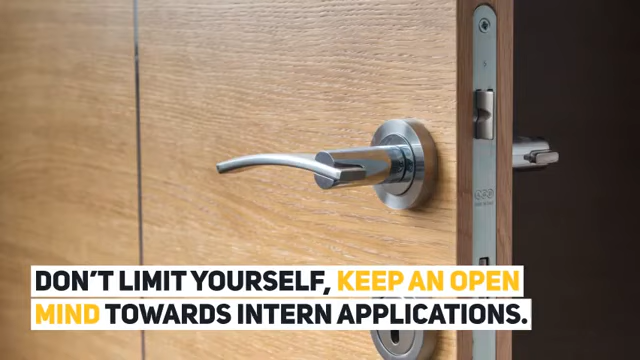 DON'T LIMIT YOURSELF, KEEP AN OPEN
MIND TOWARDS INTERN APPLICATIONS.